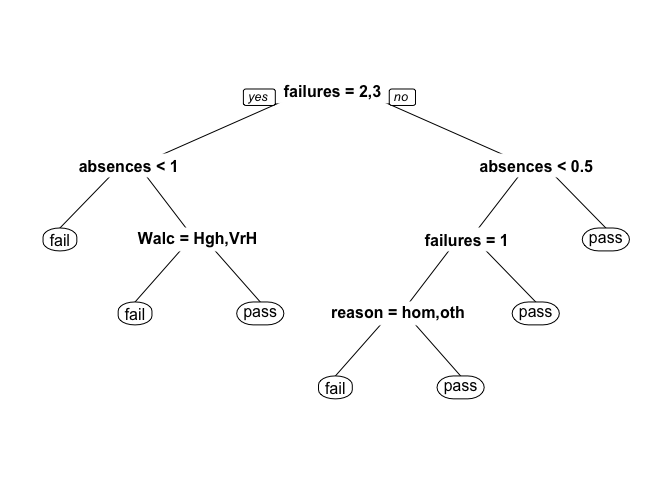 yes failures = 2,3 no
absences < 1 absences < 0.5
fail Walc = Hgh,VrH failures = 1 pass
fail pass reason = hom,oth pass
fail pass